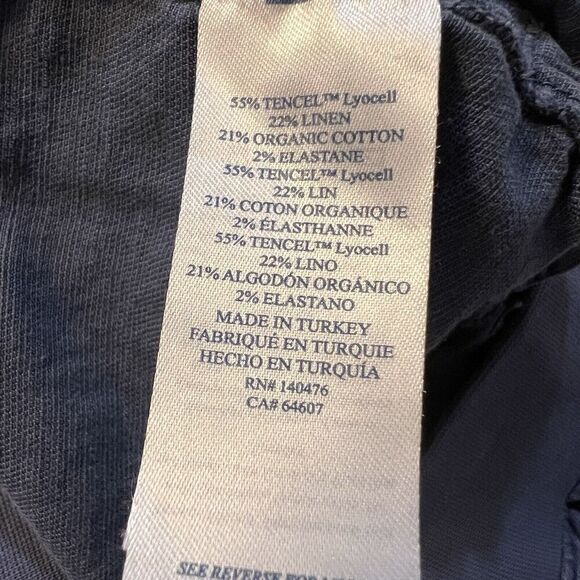 55% TENCEL™ Lyocell
22% LINEN
21% ORGANIC COTTON
2% ELASTANE
55% TENCEL™ Lyocell
22% LIN
21% COTON ORGANIQUE
2% ÉLASTHANNE
55% TENCEL™ Lyocell
22% LINO
21% ALGODÓN ORGÁNICO
2% ELASTANO
MADE IN TURKEY
FABRIQUÉ EN TURQUIE
HECHO EN TURQUÍA
RN# 140476
CA# 64607
SEE REVERSE FOR